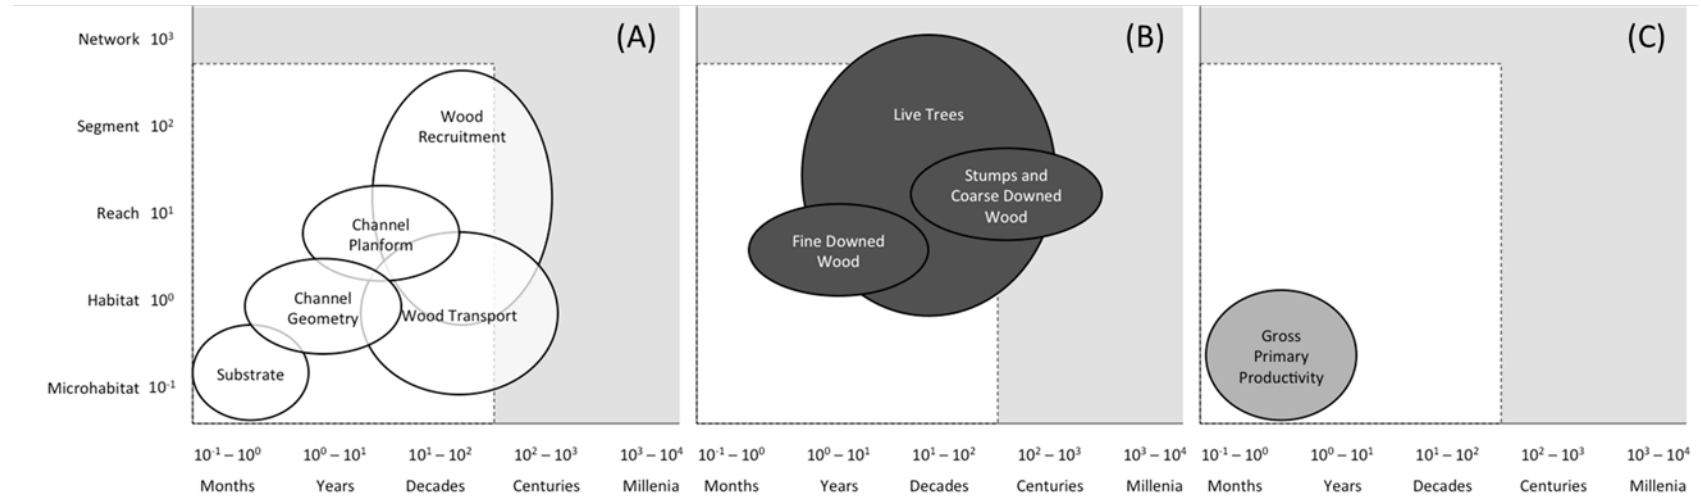 (A)
(B)
(C)
Network 10³
Segment 10²
Reach 10¹
Habitat 10⁰
Microhabitat 10⁻¹
Wood
Recruitment
Channel
Planform
Channel
Geometry
Wood Transport
Substrate
Live Trees
Stumps and
Coarse Downed
Wood
Fine Downed
Wood
Gross
Primary
Productivity
10⁻¹ – 10⁰ 10⁰ – 10¹ 10¹ – 10² 10² – 10³ 10³ – 10⁴
Months Years Decades Centuries Millenia
10⁻¹ – 10⁰ 10⁰ – 10¹ 10¹ – 10² 10² – 10³ 10³ – 10⁴
Months Years Decades Centuries Millenia
10⁻¹ – 10⁰ 10⁰ – 10¹ 10¹ – 10² 10² – 10³ 10³ – 10⁴
Months Years Decades Centuries Millenia